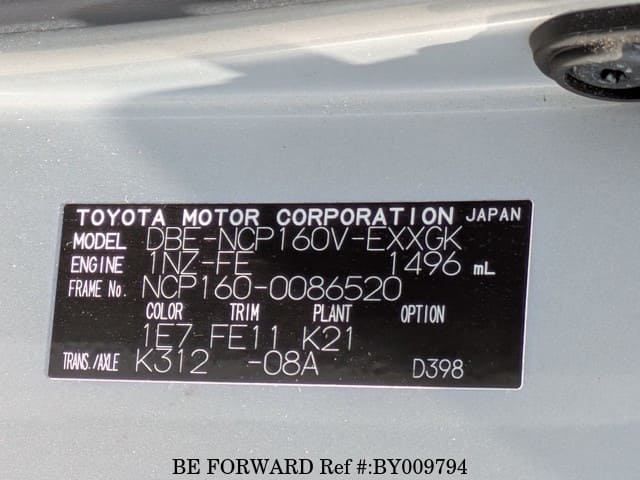 TOYOTA MOTOR CORPORATION JAPAN
MODEL DBE-NCP160V-EXXGK
ENGINE 1NZ-FE 1496 mL
FRAME No. NCP160-0086520
COLOR TRIM PLANT OPTION
1E7 FE11 K21
TRANS./AXLE K312 -08A D398
BE FORWARD Ref #:BY009794